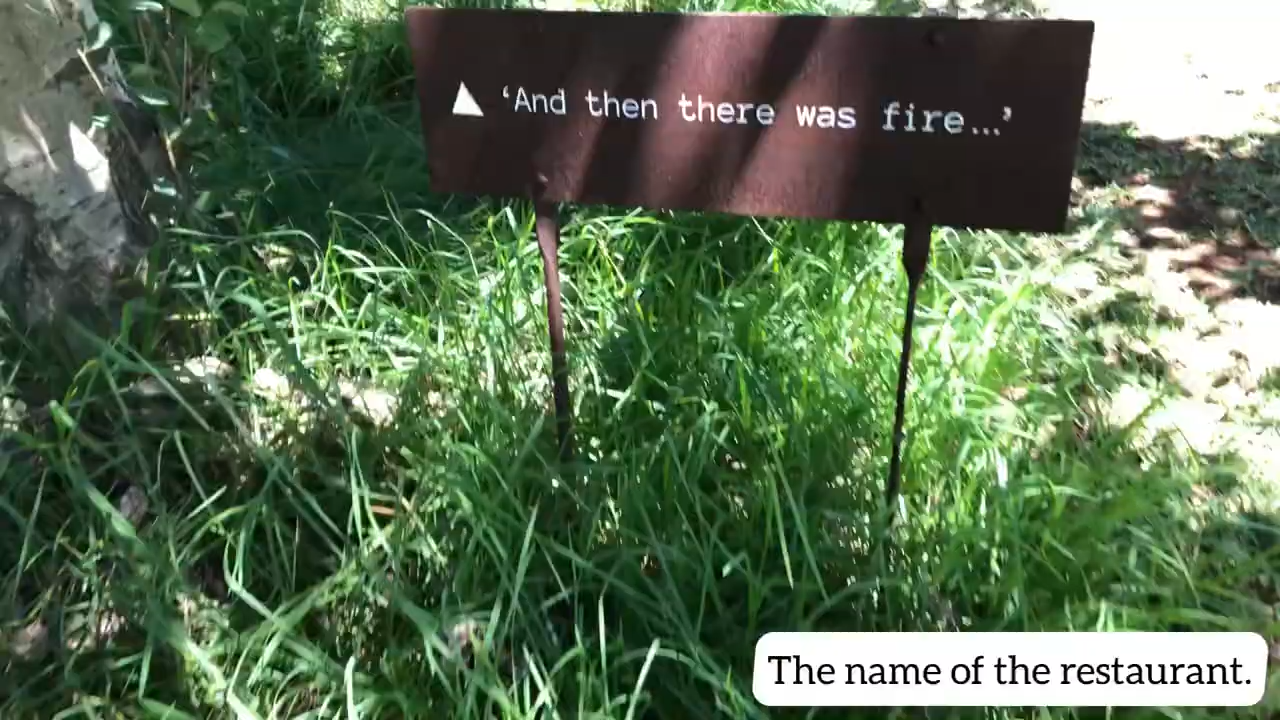 ‘And then there was fire...’
The name of the restaurant.